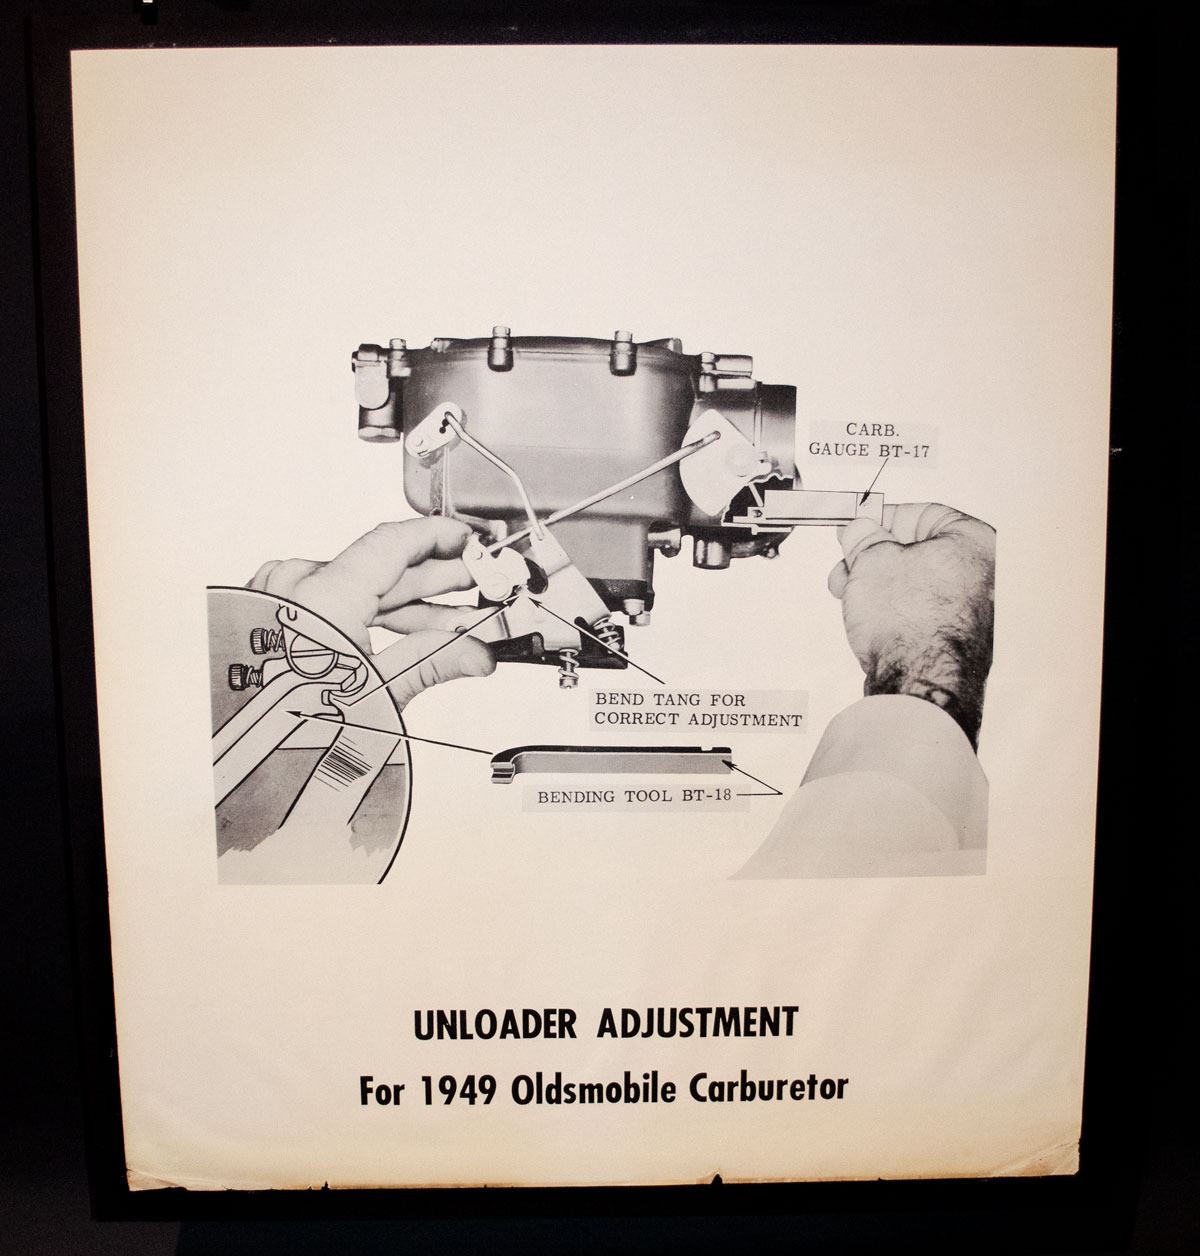 CARB.
GAUGE BT-17
BEND TANG FOR
CORRECT ADJUSTMENT
BENDING TOOL BT-18
UNLOADER ADJUSTMENT
For 1949 Oldsmobile Carburetor